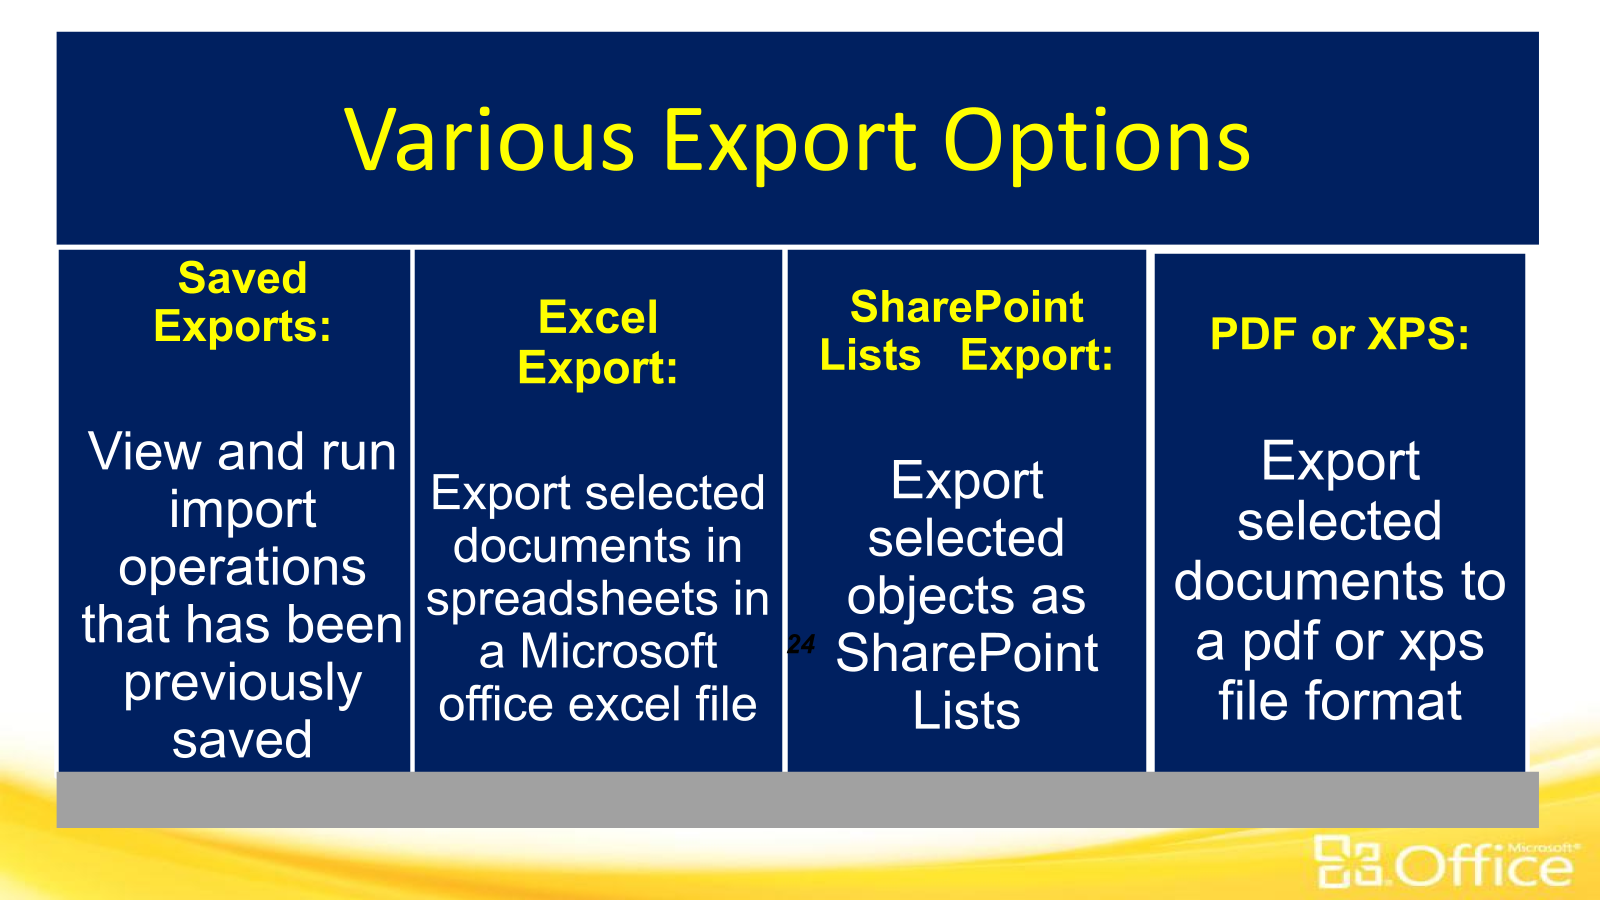 Various Export Options
Saved
Exports:
View and run
import
operations
that has been
previously
saved
Excel
Export:
Export selected
documents in
spreadsheets in
a Microsoft
office excel file
SharePoint
Lists   Export:
Export
selected
objects as
SharePoint
Lists
24
PDF or XPS:
Export
selected
documents to
a pdf or xps
file format
Microsoft®
Office